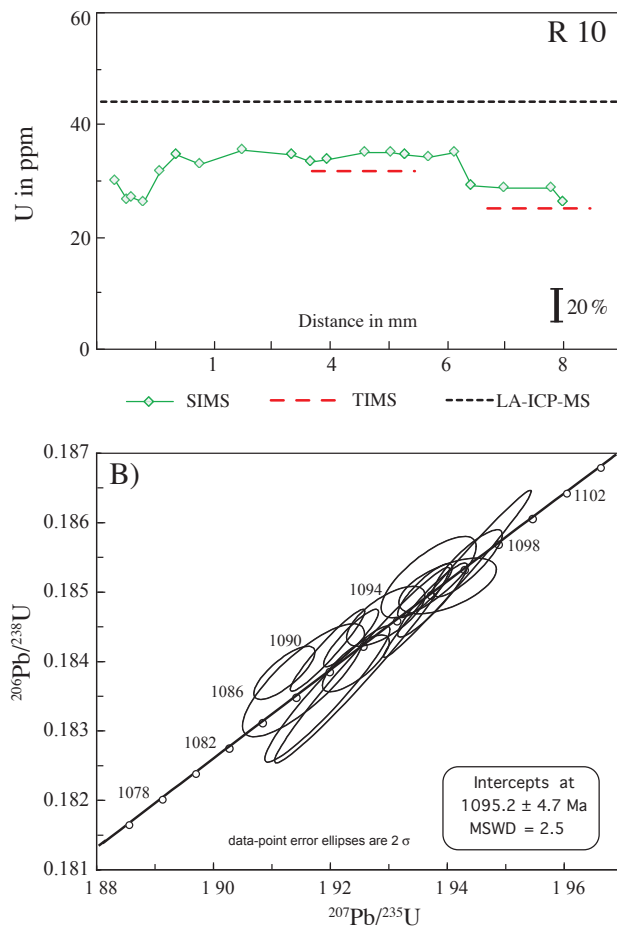 R 10
60
40
20
0
U in ppm
20 %
Distance in mm
1 4 6 8
SIMS TIMS LA-ICP-MS
B)
0.187
0.186
0.185
0.184
0.183
0.182
0.181
206Pb/238U
1102
1098
1094
1090
1086
1082
1078
Intercepts at
1095.2 ± 4.7 Ma
MSWD = 2.5
data-point error ellipses are 2 σ
1 88 1 90 1 92 1 94 1 96
207Pb/235U